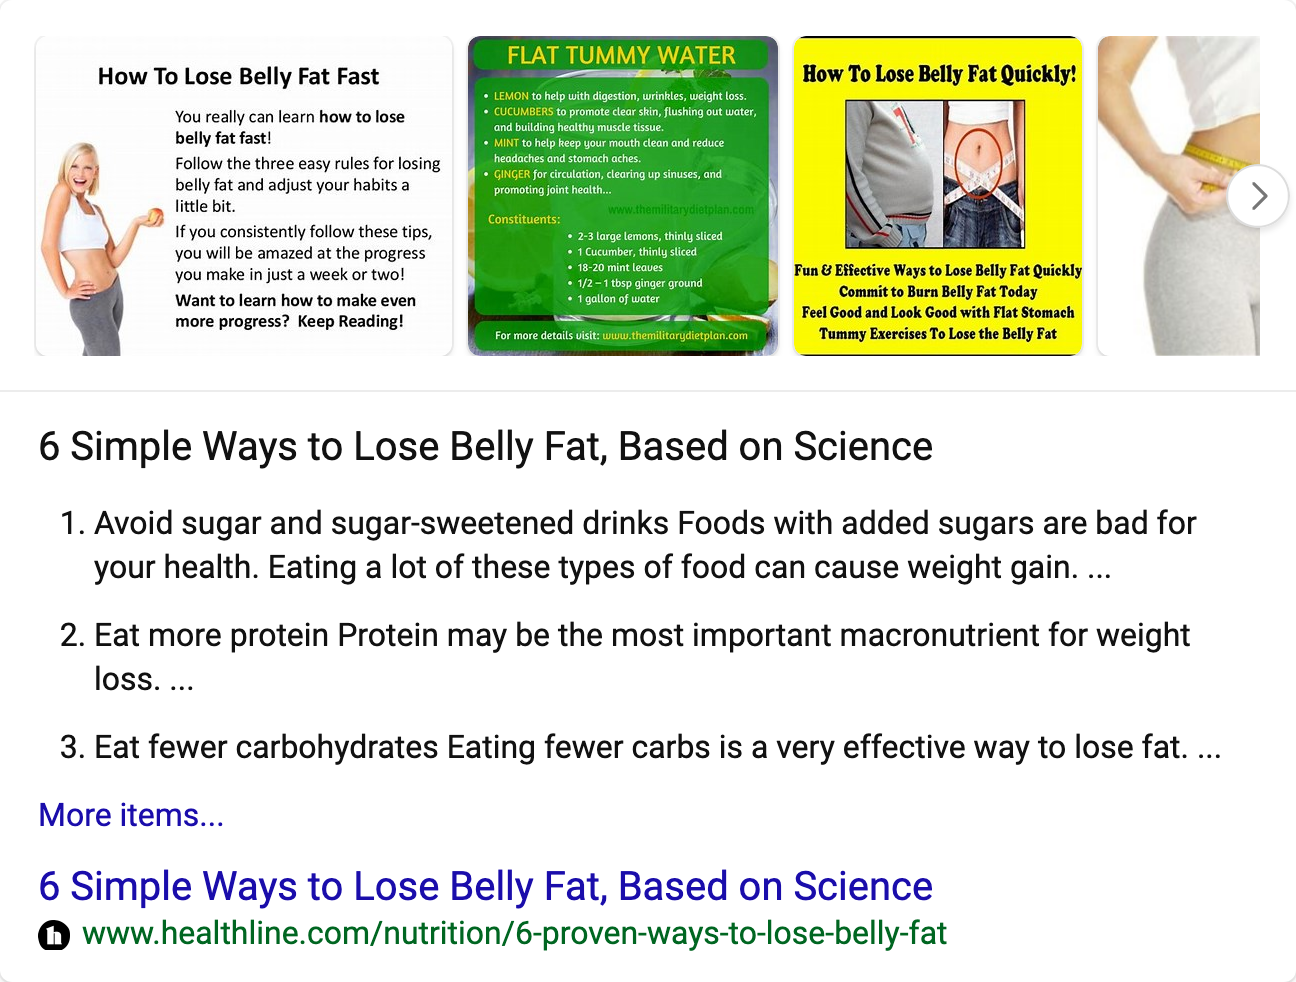 How To Lose Belly Fat Fast
You really can learn how to lose
belly fat fast!
Follow the three easy rules for losing
belly fat and adjust your habits a
little bit.
If you consistently follow these tips,
you will be amazed at the progress
you make in just a week or two!
Want to learn how to make even
more progress? Keep Reading!
FLAT TUMMY WATER
• LEMON to help with digestion, wrinkles, weight loss.
• CUCUMBERS to promote clear skin, flushing out water,
and building healthy muscle tissue.
• MINT to help keep your mouth clean and reduce
headaches and stomach aches.
• GINGER for circulation, clearing up sinuses, and
promoting joint health...
www.themilitarydietplan.com
Constituents:
• 2-3 large lemons, thinly sliced
• 1 Cucumber, thinly sliced
• 18-20 mint leaves
• 1/2 – 1 tbsp ginger ground
• 1 gallon of water
For more details visit: www.themilitarydietplan.com
How To Lose Belly Fat Quickly!
Fun & Effective Ways to Lose Belly Fat Quickly
Commit to Burn Belly Fat Today
Feel Good and Look Good with Flat Stomach
Tummy Exercises To Lose the Belly Fat
6 Simple Ways to Lose Belly Fat, Based on Science
1. Avoid sugar and sugar-sweetened drinks Foods with added sugars are bad for
your health. Eating a lot of these types of food can cause weight gain. ...
2. Eat more protein Protein may be the most important macronutrient for weight
loss. ...
3. Eat fewer carbohydrates Eating fewer carbs is a very effective way to lose fat. ...
More items...
6 Simple Ways to Lose Belly Fat, Based on Science
h www.healthline.com/nutrition/6-proven-ways-to-lose-belly-fat